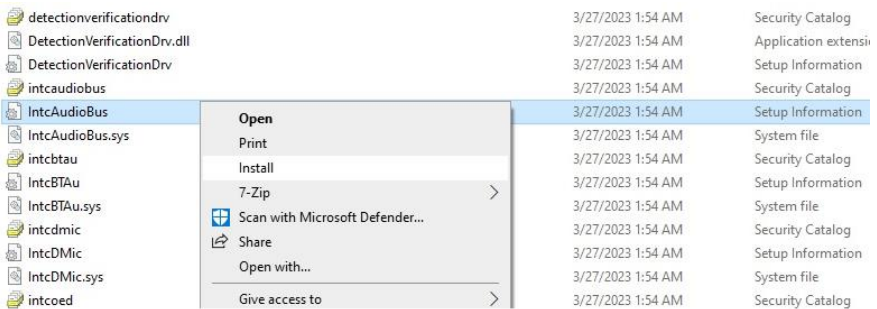 detectionverificationdrv 3/27/2023 1:54 AM Security Catalog
DetectionVerificationDrv.dll 3/27/2023 1:54 AM Application extensi
DetectionVerificationDrv 3/27/2023 1:54 AM Setup Information
intcaudiobus 3/27/2023 1:54 AM Security Catalog
IntcAudioBus 3/27/2023 1:54 AM Setup Information
IntcAudioBus.sys 3/27/2023 1:54 AM System file
intcbtau 3/27/2023 1:54 AM Security Catalog
IntcBTAu 3/27/2023 1:54 AM Setup Information
IntcBTAu.sys 3/27/2023 1:54 AM System file
intcdmic 3/27/2023 1:54 AM Security Catalog
IntcDMic 3/27/2023 1:54 AM Setup Information
IntcDMic.sys 3/27/2023 1:54 AM System file
intcoed 3/27/2023 1:54 AM Security Catalog
Open
Print
Install
7-Zip
Scan with Microsoft Defender...
Share
Open with...
Give access to